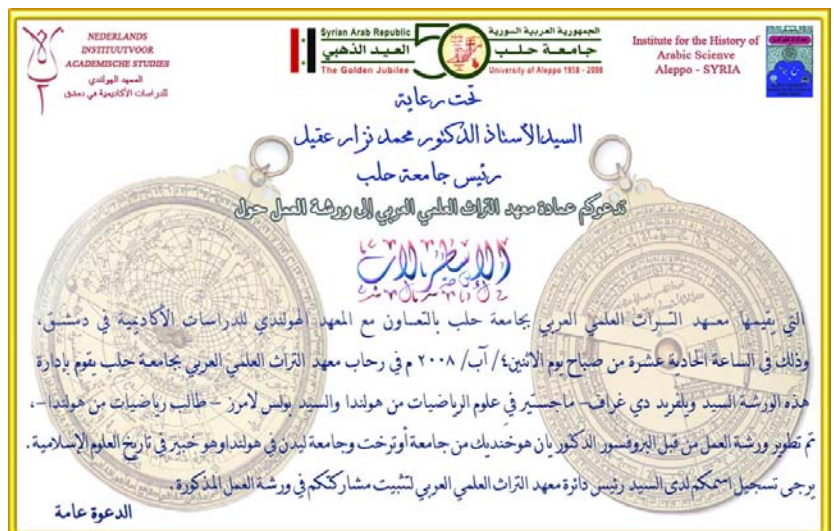 NEDERLANDS
INSTITUUTVOOR
ACADEMISCHE STUDIES
المعهد الهولندي
للدراسات الأكاديمية في دمشق
Syrian Arab Republic
الجمهورية العربية السورية
العيد الذهبي
50
جامعة حلب
The Golden Jubilee
University of Aleppo 1958 - 2008
Institute for the History of
Arabic Scienve
Aleppo - SYRIA
تحت رعاية
السيد الأستاذ الدكتور محمد نزار عقيل
رئيس جامعة حلب
تدعوكم عمادة معهد التراث العلمي العربي إلى ورشة العمل حول
الإسطرلاب
التي يقيمها معهد التراث العلمي العربي بجامعة حلب بالتعاون مع المعهد الهولندي للدراسات الأكاديمية في دمشق،
وذلك في الساعة الحادية عشرة من صباح يوم الاثنين ٤/ آب/ ٢٠٠٨ م في رحاب معهد التراث العلمي العربي بجامعة حلب يقوم بإدارة
هذه الورشة السيد ويلفريد دي غراف- ماجستير في علوم الرياضيات من هولندا والسيد بولس لامرز – طالب رياضيات من هولندا-،
تم تطوير ورشة العمل من قبل البروفسور الدكتور يان هوخنديك من جامعة أوترخت وجامعة ليدن في هولندا وهو خبير في تاريخ العلوم الإسلامية.
يرجى تسجيل اسمكم لدى السيد رئيس دائرة معهد التراث العلمي العربي لتثبيت مشاركتكم في ورشة العمل المذكورة.
الدعوة عامة